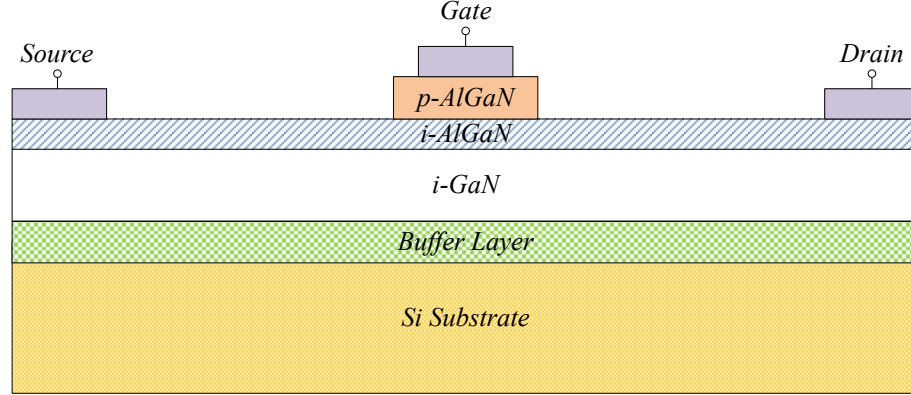 Gate
Source
Drain
p-AlGaN
i-AlGaN
i-GaN
Buffer Layer
Si Substrate